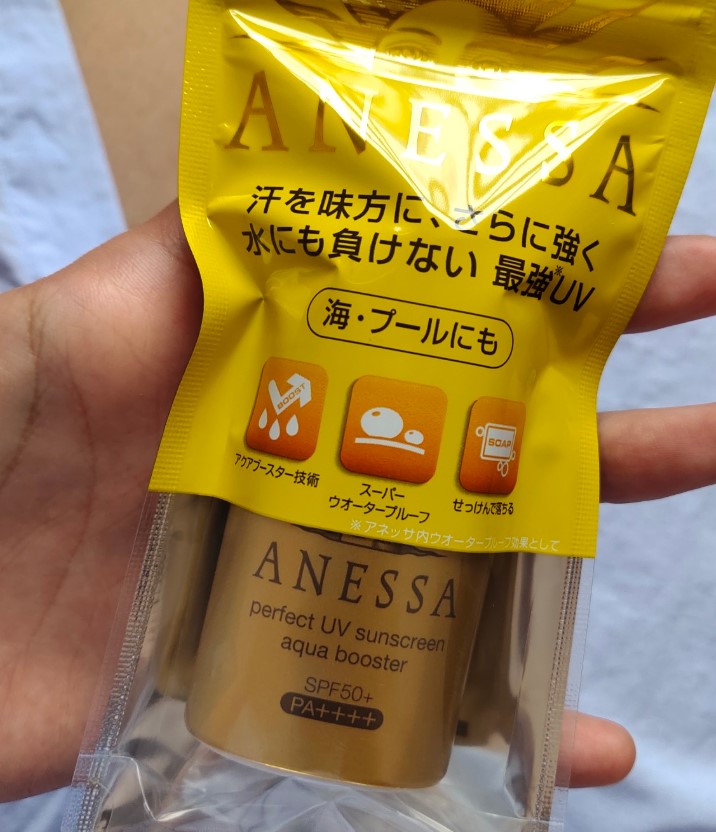 ANESSA
汗を味方に、さらに強く
水にも負けない 最強※UV
海・プールにも
BOOST
SOAP
アクアブースター技術
スーパー
ウオータープルーフ
せっけんで落ちる
※アネッサ内ウオータープルーフ効果として
ANESSA
perfect UV sunscreen
aqua booster
SPF50+
PA++++